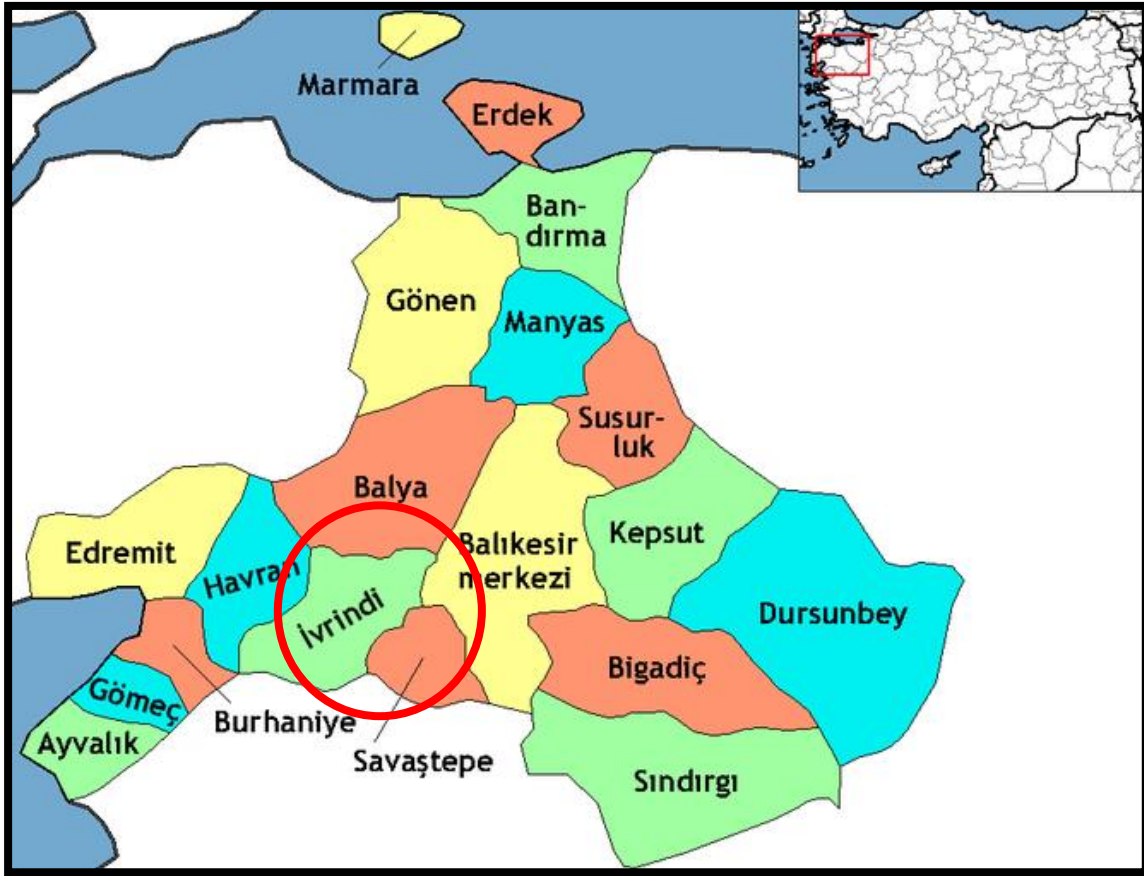 Marmara
Erdek
Ban-
dırma
Gönen
Manyas
Susur-
luk
Balya
Edremit
Havran
Balıkesir
merkezi
Kepsut
İvrindi
Dursunbey
Bigadiç
Gömeç
Burhaniye
Ayvalık
Savaştepe
Sındırgı